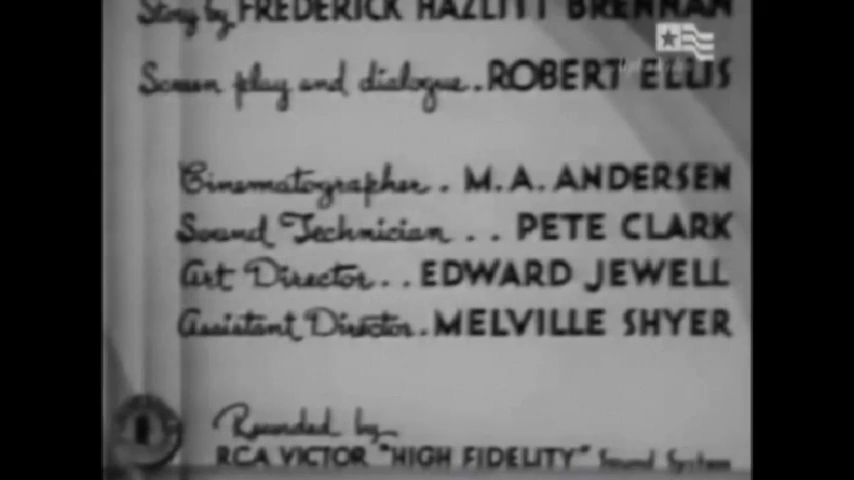 Story by FREDERICK HAZLITT BRENNAN
Screen play and dialogue. ROBERT ELLIS
Cinematographer. . M. A. ANDERSEN
Sound Technician . . . PETE CLARK
Art Director. . . EDWARD JEWELL
Assistant Director. MELVILLE SHYER
Recorded by
RCA VICTOR "HIGH FIDELITY" Sound System